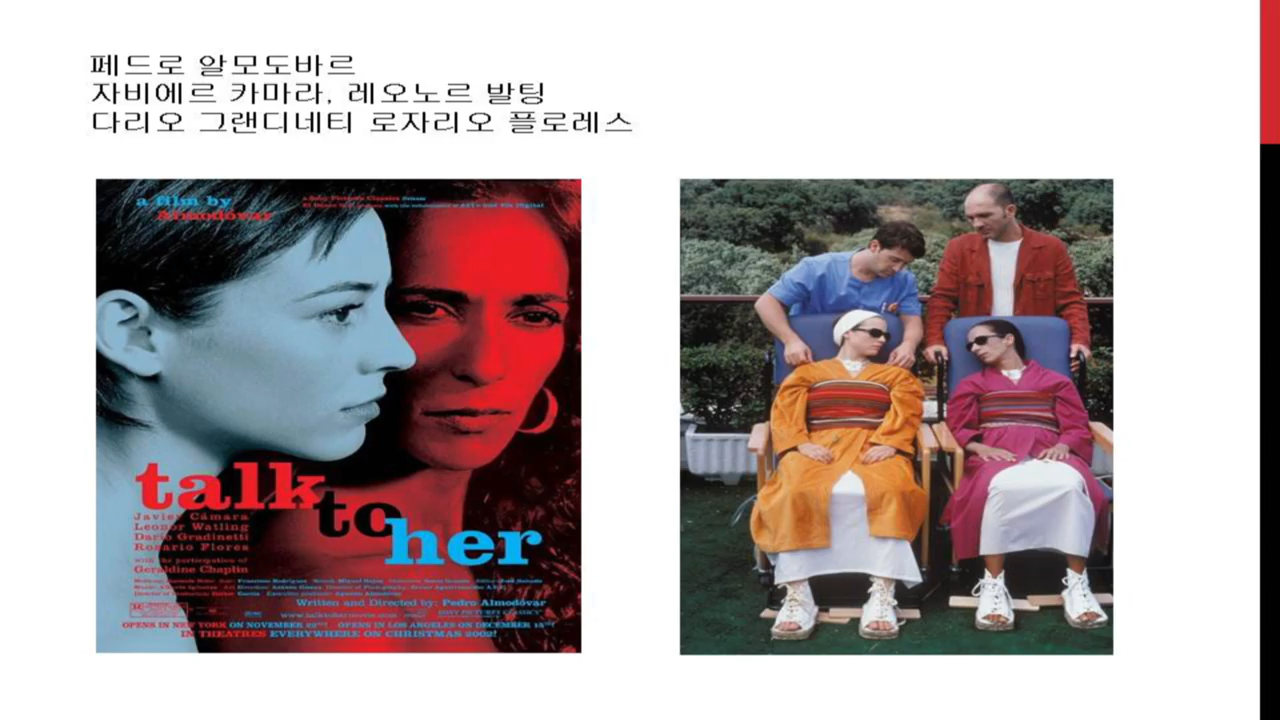 페드로 알모도바르
자비에르 카마라, 레오노르 발팅
다리오 그랜디네티 로자리오 플로레스
a film by
Almodóvar
talk
to
her
Javier Cámara
Leonor Watling
Dario Gradinetti
Rosario Flores
with the participation of
Geraldine Chaplin
Written and Directed by: Pedro Almodóvar
OPENS IN NEW YORK ON NOVEMBER 22ND! OPENS IN LOS ANGELES ON DECEMBER
IN THEATRES EVERYWHERE ON CHRISTMAS 2002!